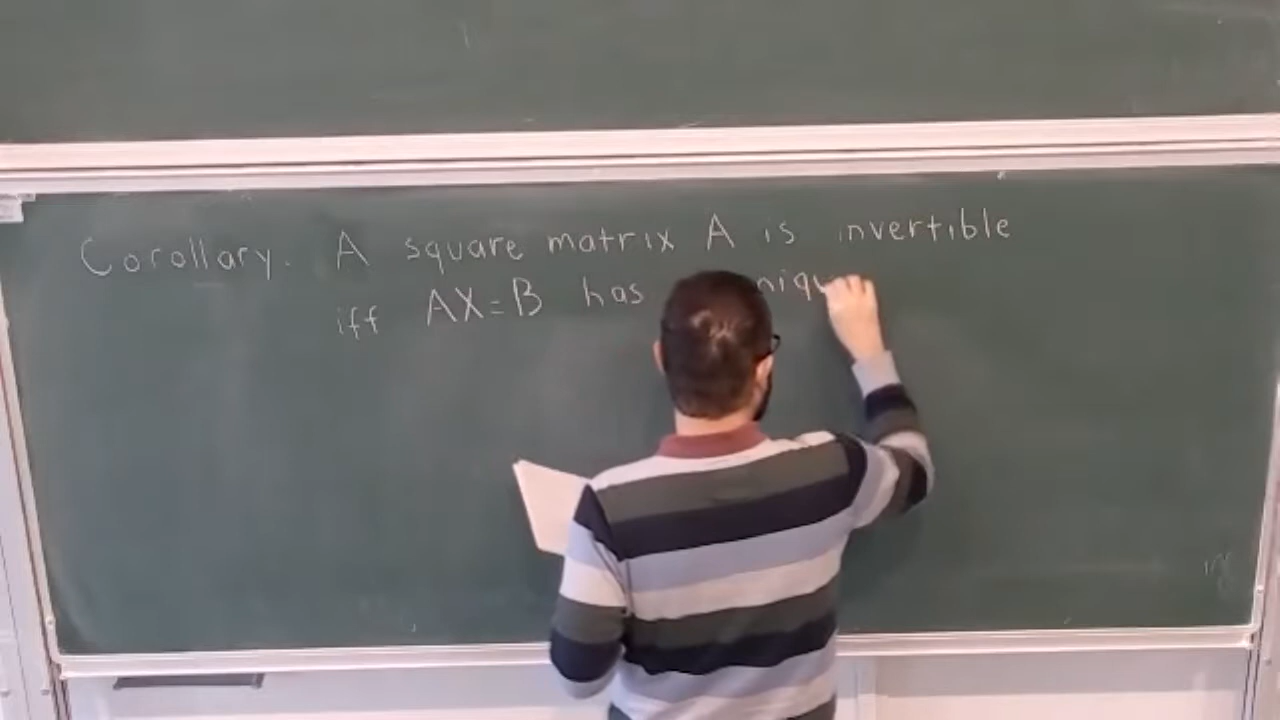 Corollary. A square matrix A is invertible
iff AX=B has